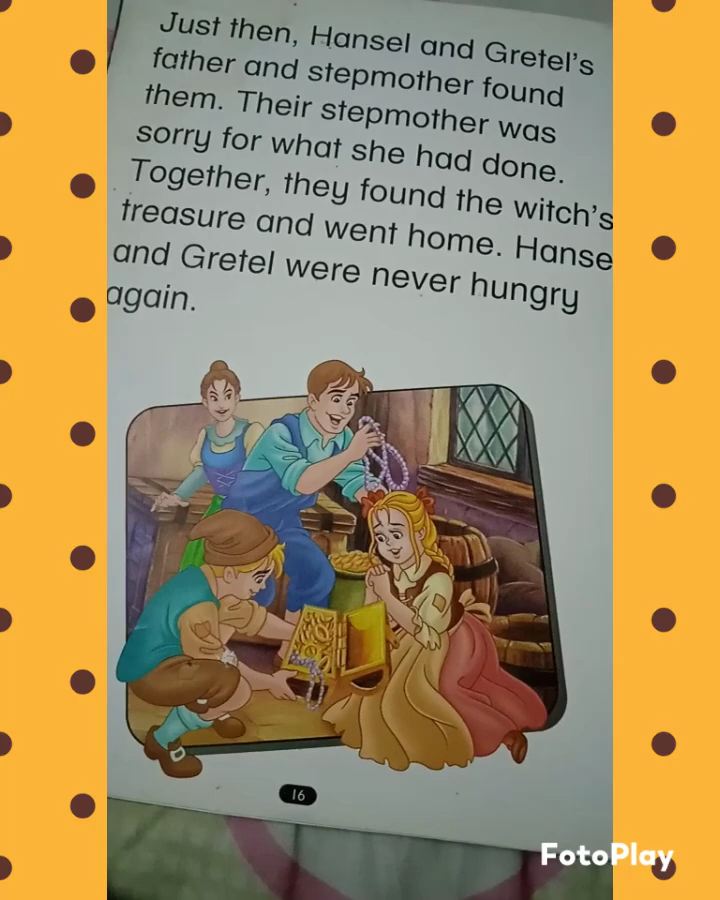 Just then, Hansel and Gretel's
father and stepmother found
them. Their stepmother was
sorry for what she had done.
Together, they found the witch's
treasure and went home. Hanse
and Gretel were never hungry
again.
16
FotoPlay